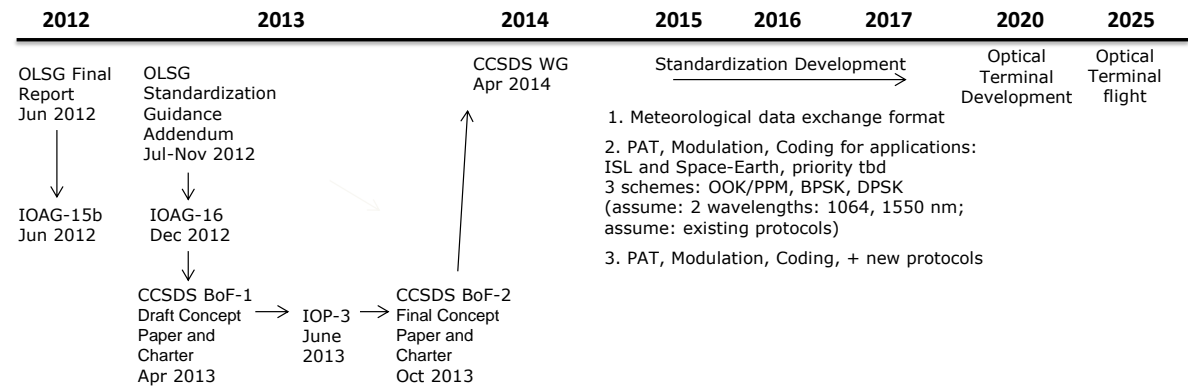 2012 2013 2014 2015 2016 2017 2020 2025
OLSG Final
Report
Jun 2012
IOAG-15b
Jun 2012
OLSG
Standardization
Guidance
Addendum
Jul-Nov 2012
IOAG-16
Dec 2012
CCSDS BoF-1
Draft Concept
Paper and
Charter
Apr 2013
IOP-3
June
2013
CCSDS BoF-2
Final Concept
Paper and
Charter
Oct 2013
CCSDS WG
Apr 2014
Standardization Development
1. Meteorological data exchange format
2. PAT, Modulation, Coding for applications:
ISL and Space-Earth, priority tbd
3 schemes: OOK/PPM, BPSK, DPSK
(assume: 2 wavelengths: 1064, 1550 nm;
assume: existing protocols)
3. PAT, Modulation, Coding, + new protocols
Optical
Terminal
Development
Optical
Terminal
flight